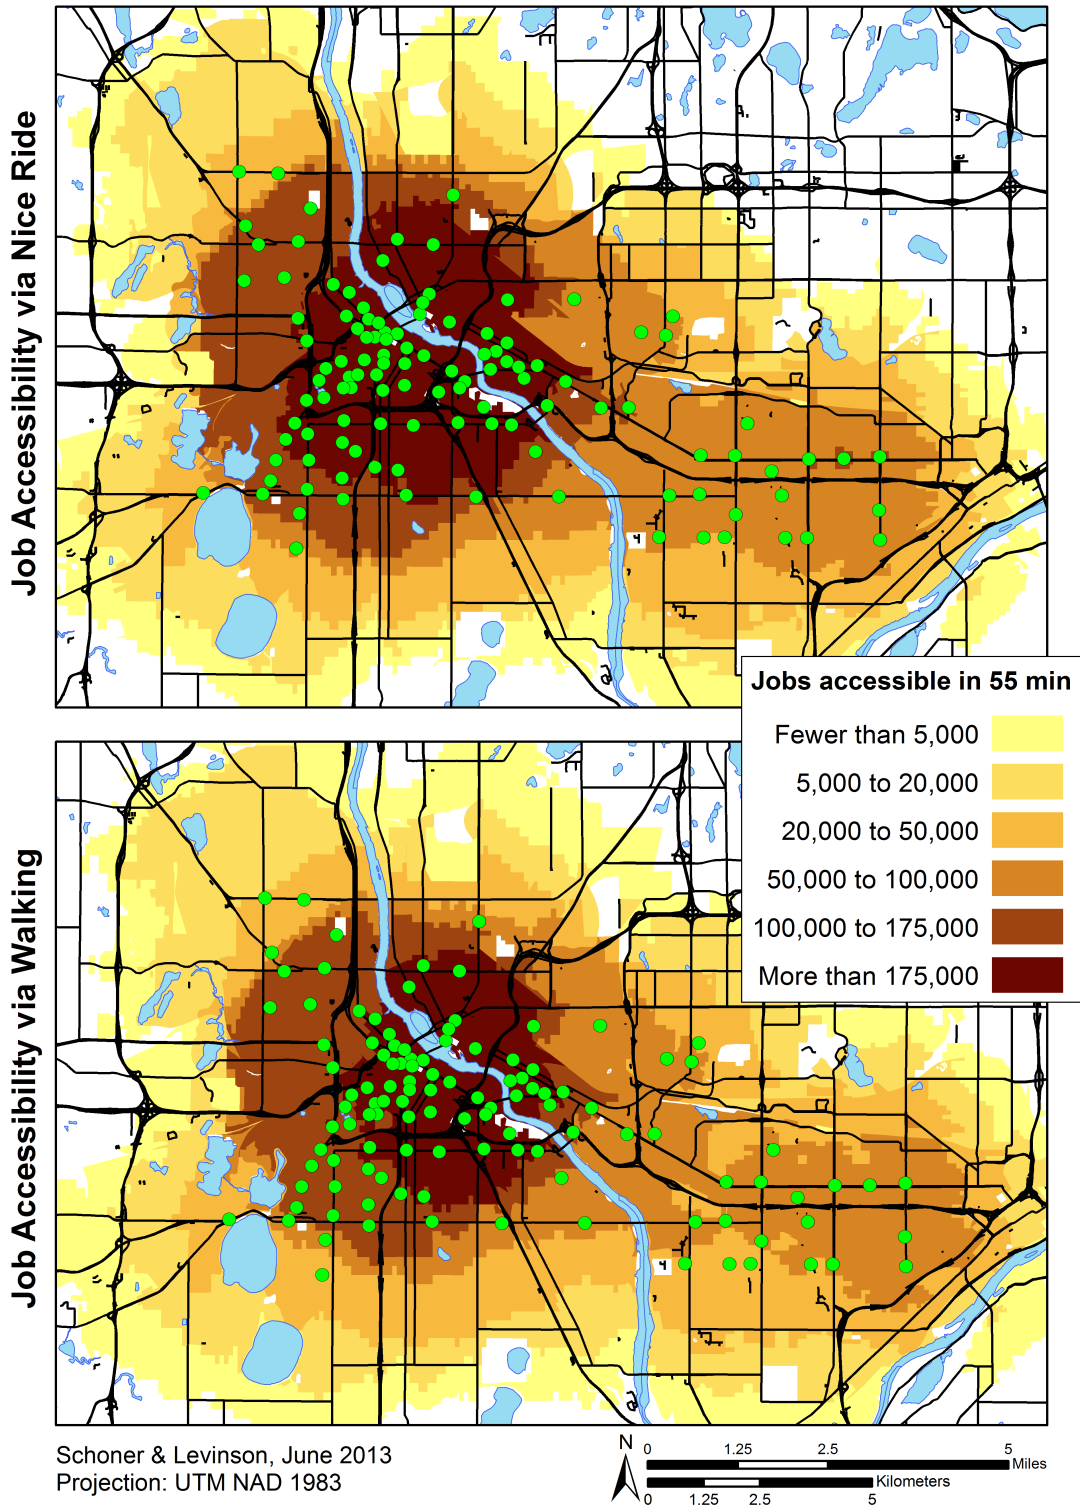 Job Accessibility via Nice Ride
Jobs accessible in 55 min
Fewer than 5,000
5,000 to 20,000
20,000 to 50,000
50,000 to 100,000
100,000 to 175,000
More than 175,000
Job Accessibility via Walking
Schoner & Levinson, June 2013
Projection: UTM NAD 1983
N
0 1.25 2.5 5
Miles
Kilometers
0 1.25 2.5 5